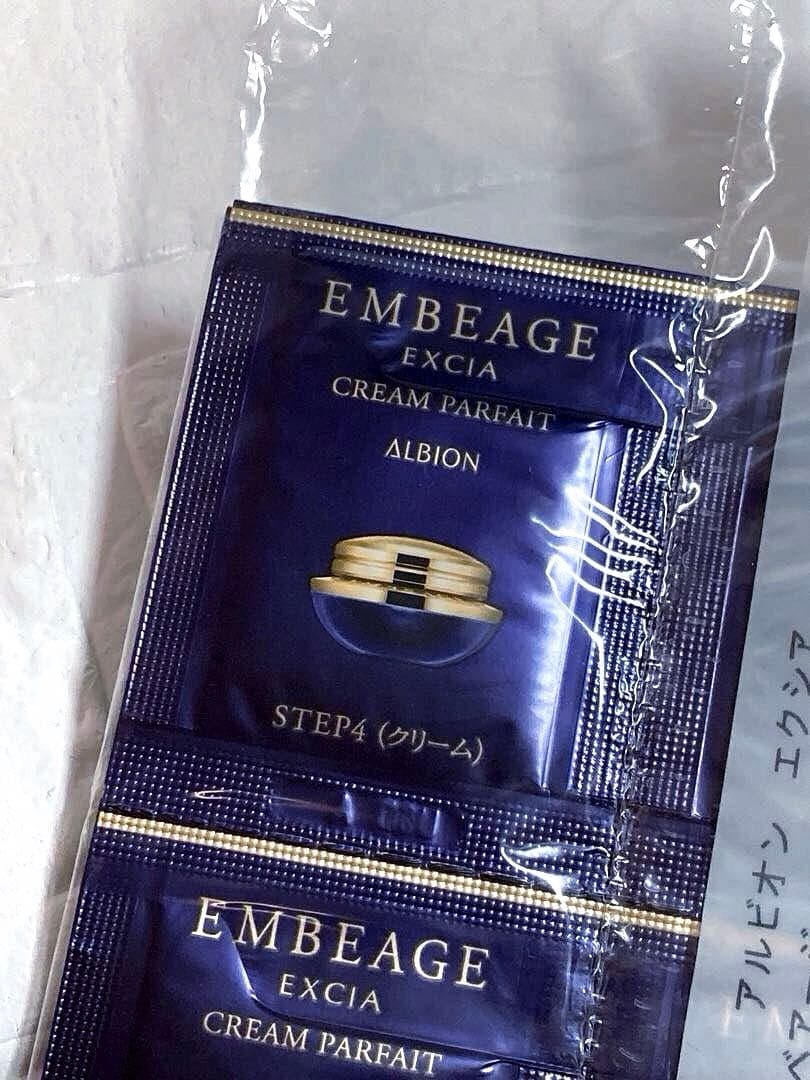 EMBEAGE
EXCIA
CREAM PARFAIT
ALBION
STEP4 (クリーム)
EMBEAGE
EXCIA
CREAM PARFAIT
アルビオン エクシア